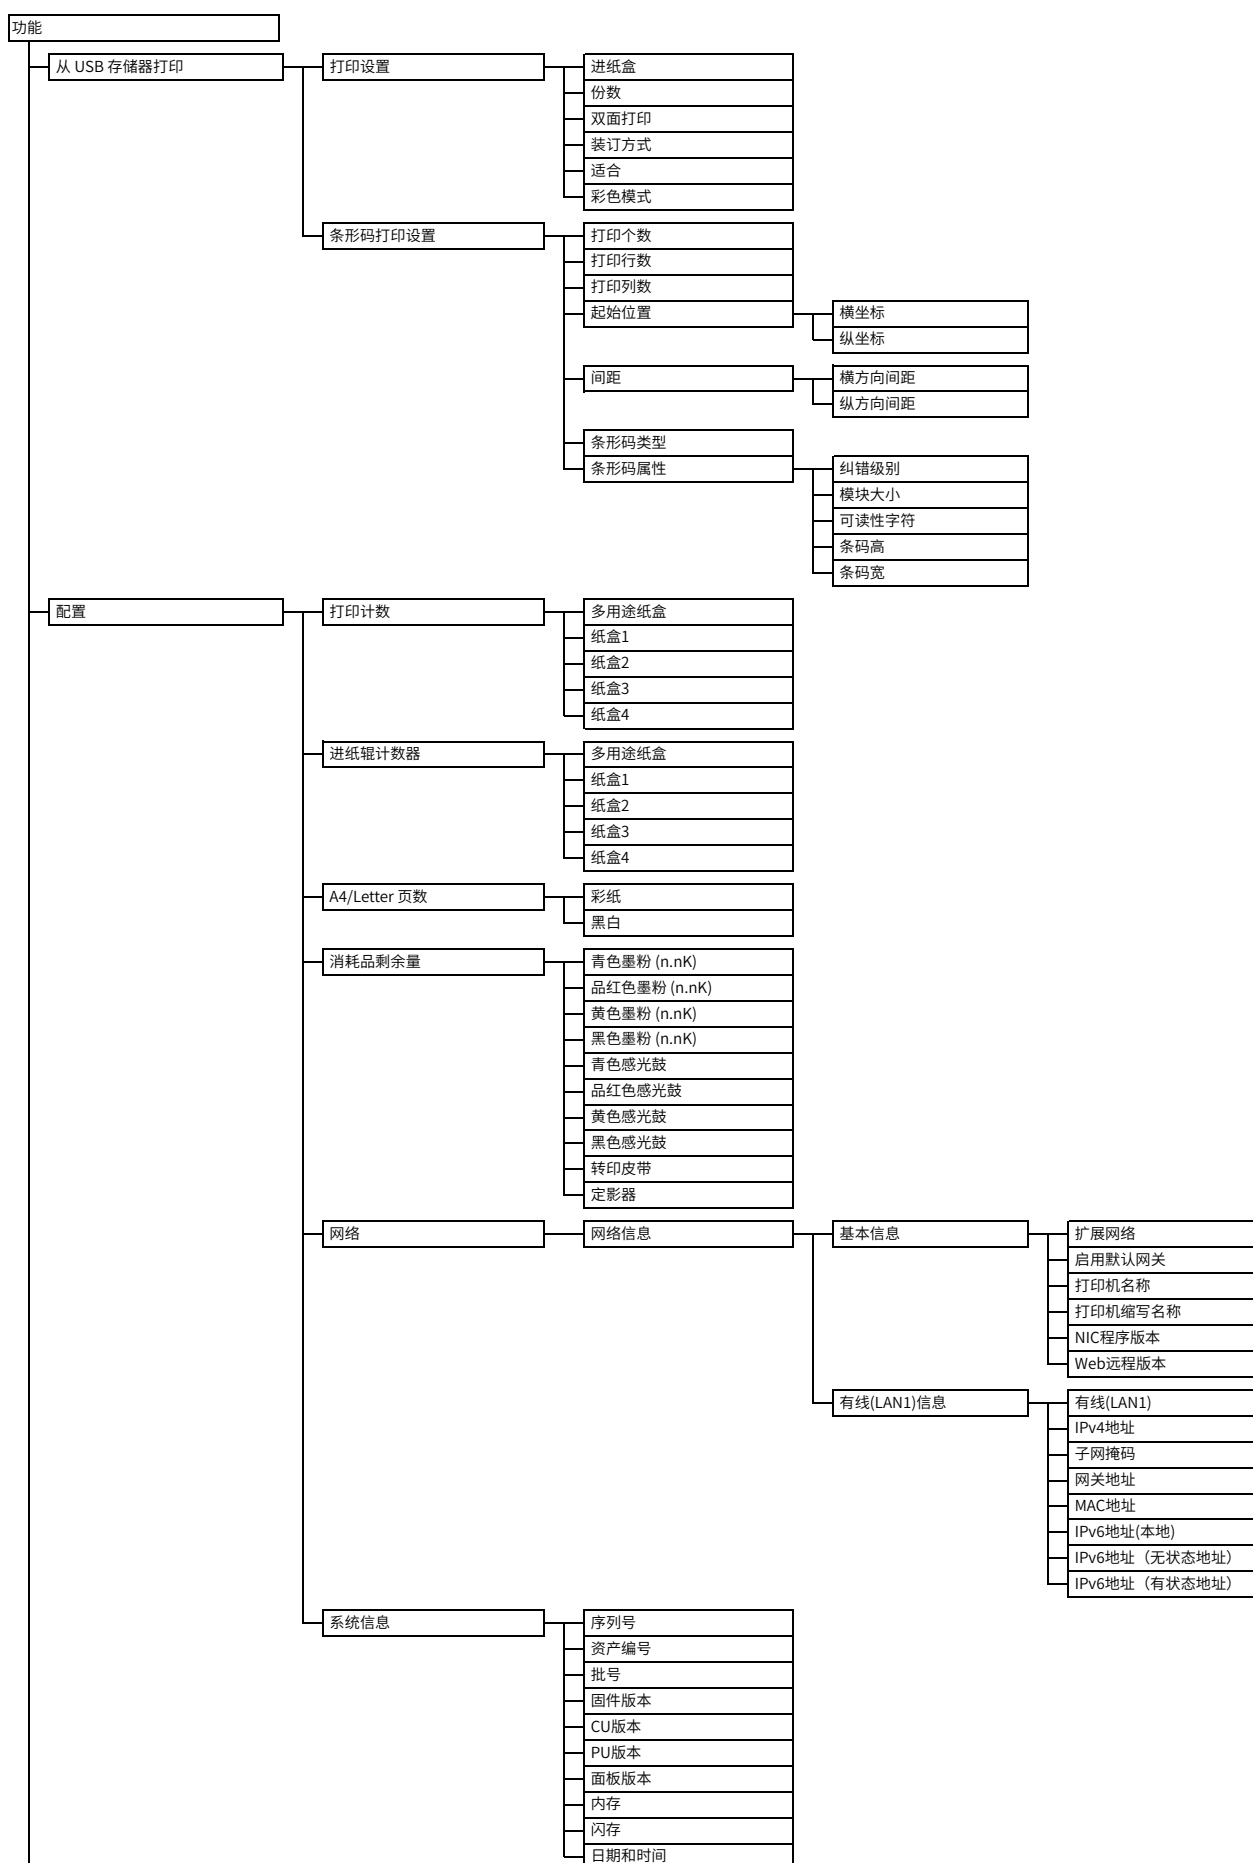 功能
从 USB 存储器打印
打印设置
进纸盒
份数
双面打印
装订方式
适合
彩色模式
条形码打印设置
打印个数
打印行数
打印列数
起始位置
横坐标
纵坐标
间距
横方向间距
纵方向间距
条形码类型
条形码属性
纠错级别
模块大小
可读性字符
条码高
条码宽
配置
打印计数
多用途纸盒
纸盒1
纸盒2
纸盒3
纸盒4
进纸辊计数器
多用途纸盒
纸盒1
纸盒2
纸盒3
纸盒4
A4/Letter 页数
彩纸
黑白
消耗品剩余量
青色墨粉 (n.nK)
品红色墨粉 (n.nK)
黄色墨粉 (n.nK)
黑色墨粉 (n.nK)
青色感光鼓
品红色感光鼓
黄色感光鼓
黑色感光鼓
转印皮带
定影器
网络
网络信息
基本信息
扩展网络
启用默认网关
打印机名称
打印机缩写名称
NIC程序版本
Web远程版本
有线(LAN1)信息
有线(LAN1)
IPv4地址
子网掩码
网关地址
MAC地址
IPv6地址(本地)
IPv6地址（无状态地址）
IPv6地址（有状态地址）
系统信息
序列号
资产编号
批号
固件版本
CU版本
PU版本
面板版本
内存
闪存
日期和时间